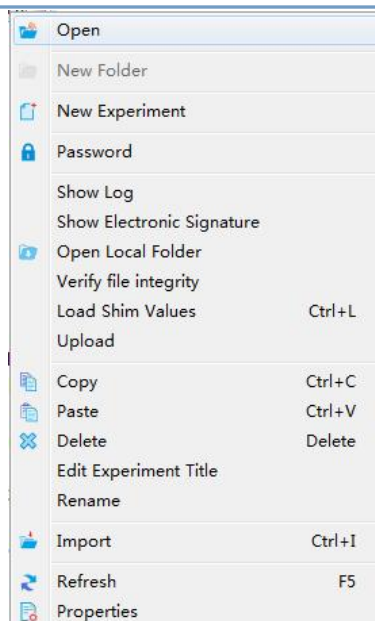 Open
New Folder
New Experiment
Password
Show Log
Show Electronic Signature
Open Local Folder
Verify file integrity
Load Shim Values Ctrl+L
Upload
Copy Ctrl+C
Paste Ctrl+V
Delete Delete
Edit Experiment Title
Rename
Import Ctrl+I
Refresh F5
Properties